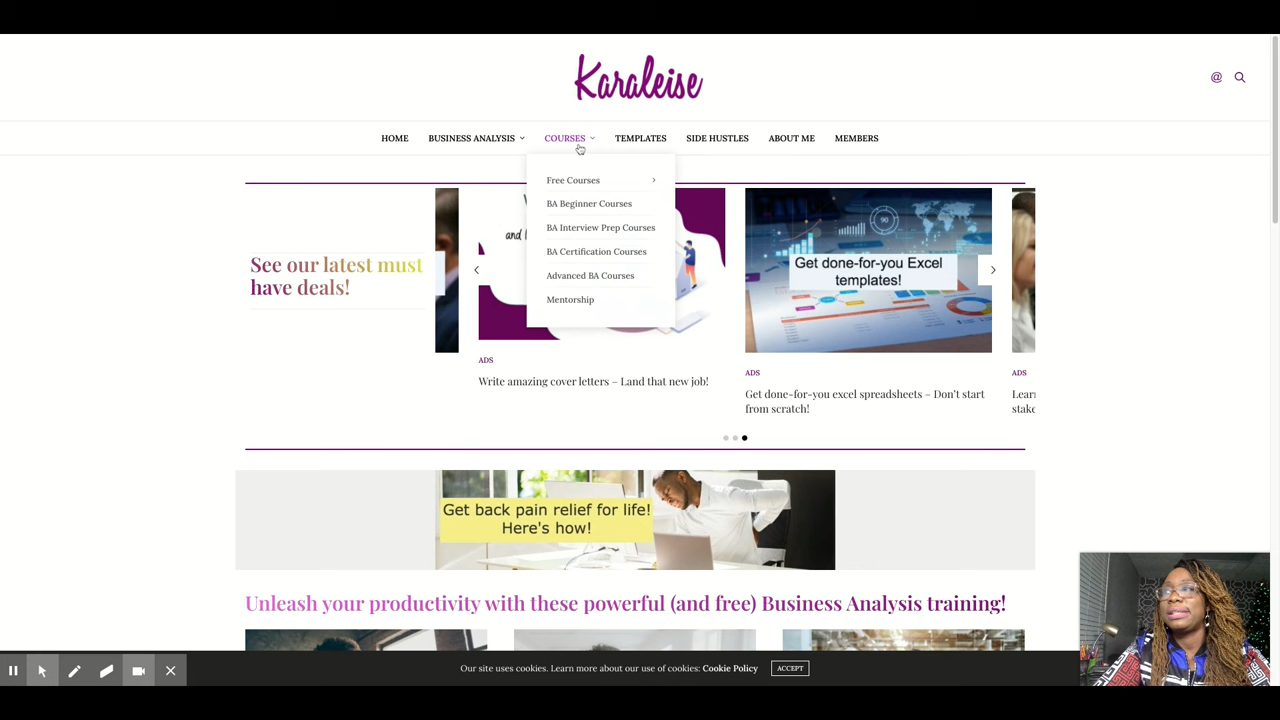 Karaleise
@
HOME BUSINESS ANALYSIS COURSES TEMPLATES SIDE HUSTLES ABOUT ME MEMBERS
Free Courses
BA Beginner Courses
BA Interview Prep Courses
BA Certification Courses
Advanced BA Courses
Mentorship
See our latest must
have deals!
ADS
Write amazing cover letters – Land that new job!
90
Get done-for-you Excel
templates!
ADS
Get done-for-you excel spreadsheets – Don't start
from scratch!
ADS
Get back pain relief for life!
Here's how!
Unleash your productivity with these powerful (and free) Business Analysis training!
Our site uses cookies. Learn more about our use of cookies: Cookie Policy ACCEPT